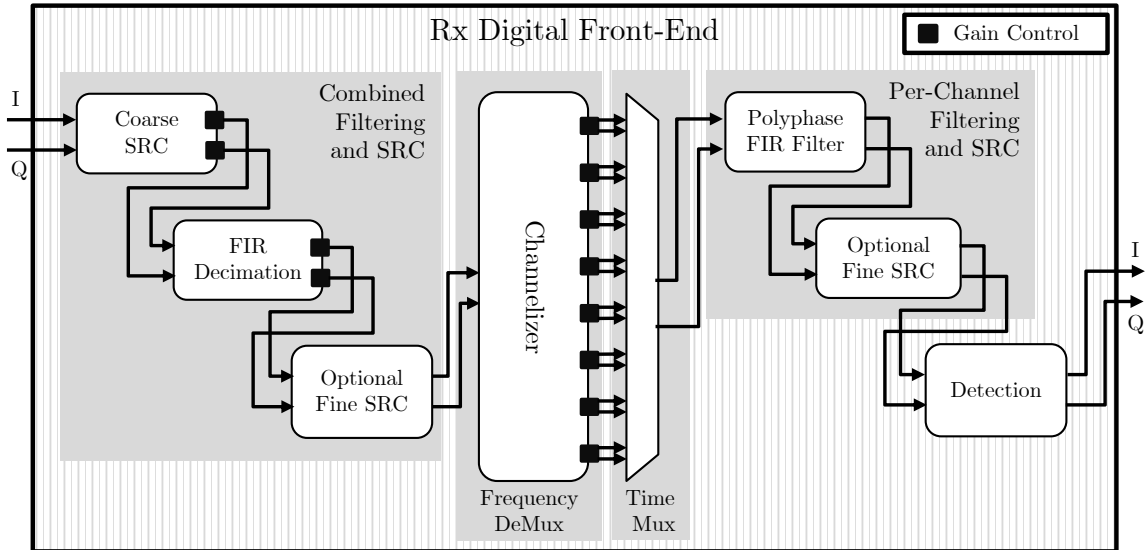 Rx Digital Front-End
Gain Control
I
Q
Coarse
SRC
Combined
Filtering
and SRC
FIR
Decimation
Optional
Fine SRC
Channelizer
Frequency
DeMux
Time
Mux
Polyphase
FIR Filter
Per-Channel
Filtering
and SRC
Optional
Fine SRC
Detection
I
Q